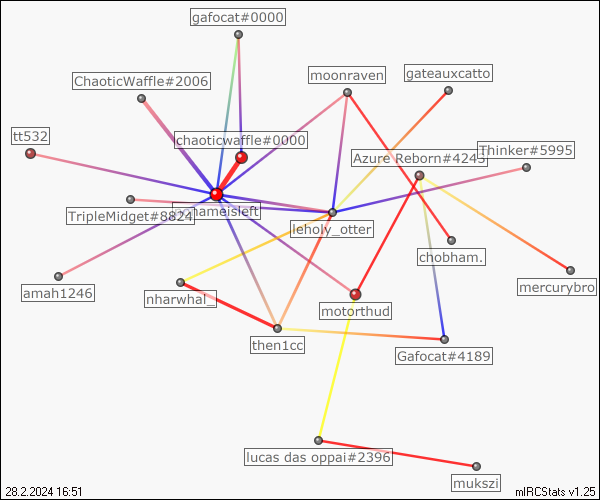 gafocat#0000
moonraven
gateauxcatto
ChaoticWaffle#2006
tt532
chaoticwaffle#0000
Azure Reborn#4243
Thinker#5995
TripleMidget#8824
nameisleft
leholy_otter
chobham.
mercurybro
amah1246
nharwhal_
motorthud
then1cc
Gafocat#4189
lucas das oppai#2396
mukszi
28.2.2024 16:51
mIRCStats v1.25